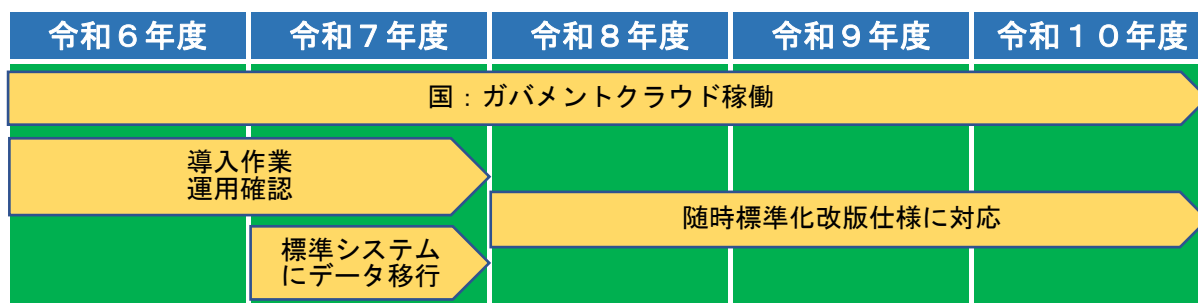 令和６年度
令和７年度
令和８年度
令和９年度
令和１０年度
国：ガバメントクラウド稼働
導入作業
運用確認
随時標準化改版仕様に対応
標準システム
にデータ移行